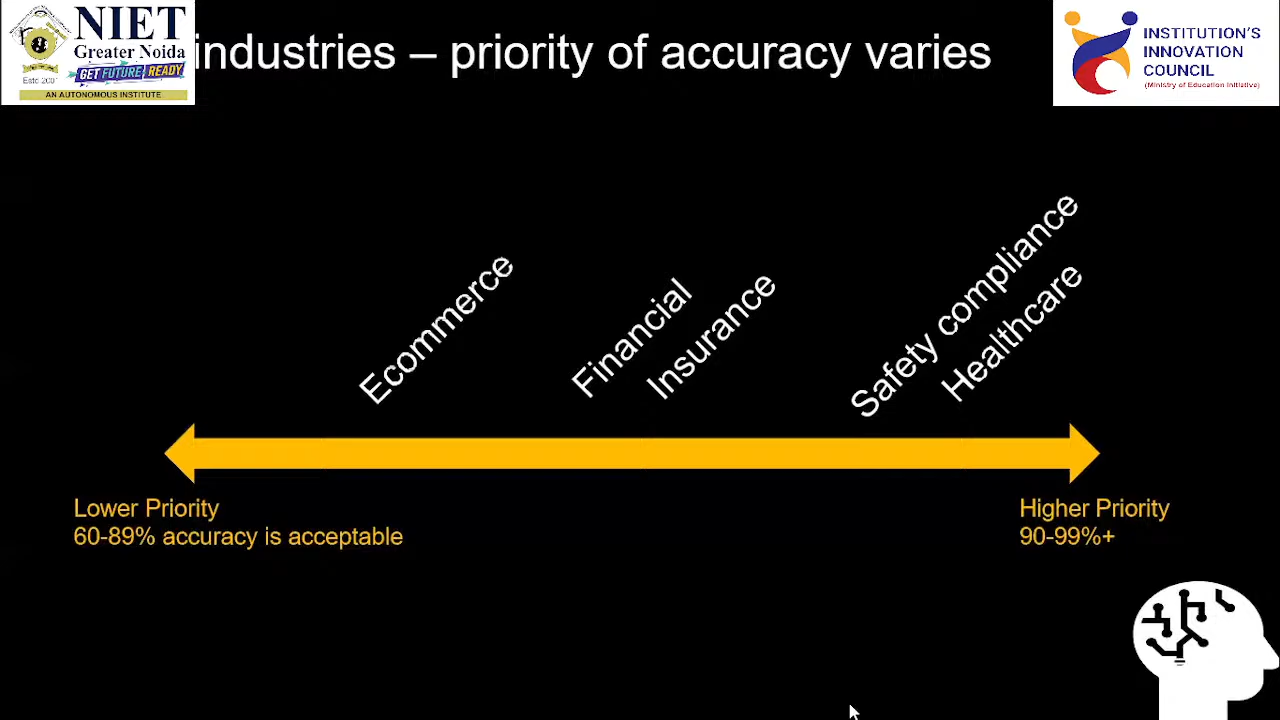 NIET
Greater Noida
GET FUTURE READY
AN AUTONOMOUS INSTITUTE
industries – priority of accuracy varies
INSTITUTION'S
INNOVATION
COUNCIL
(Ministry of Education Initiative)
Ecommerce
Financial
Insurance
Safety compliance
Healthcare
Lower Priority
60-89% accuracy is acceptable
Higher Priority
90-99%+